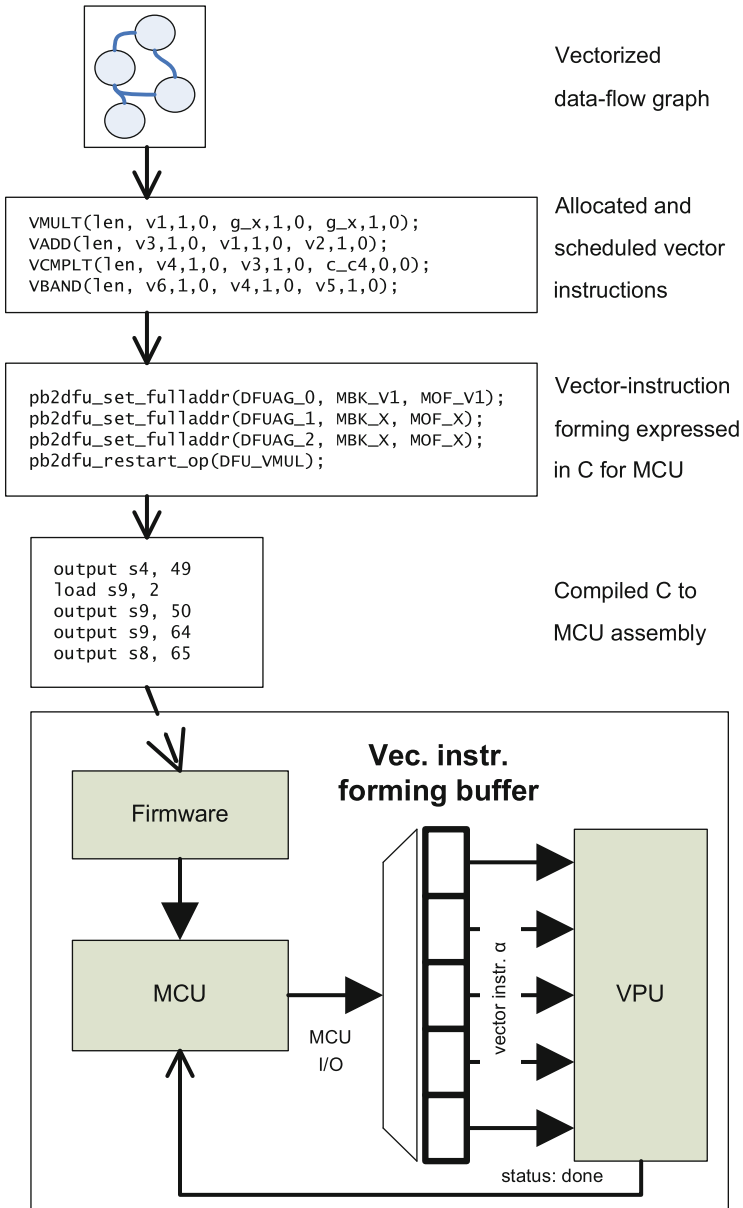 Vectorized
data-flow graph
VMULT(len, v1,1,0, g_x,1,0, g_x,1,0);
VADD(len, v3,1,0, v1,1,0, v2,1,0);
VCMPLT(len, v4,1,0, v3,1,0, c_c4,0,0);
VBAND(len, v6,1,0, v4,1,0, v5,1,0);
Allocated and
scheduled vector
instructions
pb2dfu_set_fulladdr(DFUAG_0, MBK_V1, MOF_V1);
pb2dfu_set_fulladdr(DFUAG_1, MBK_X, MOF_X);
pb2dfu_set_fulladdr(DFUAG_2, MBK_X, MOF_X);
pb2dfu_restart_op(DFU_VMUL);
Vector-instruction
forming expressed
in C for MCU
output s4, 49
load s9, 2
output s9, 50
output s9, 64
output s8, 65
Compiled C to
MCU assembly
Vec. instr.
forming buffer
Firmware
MCU
MCU
I/O
vector instr. α
VPU
status: done